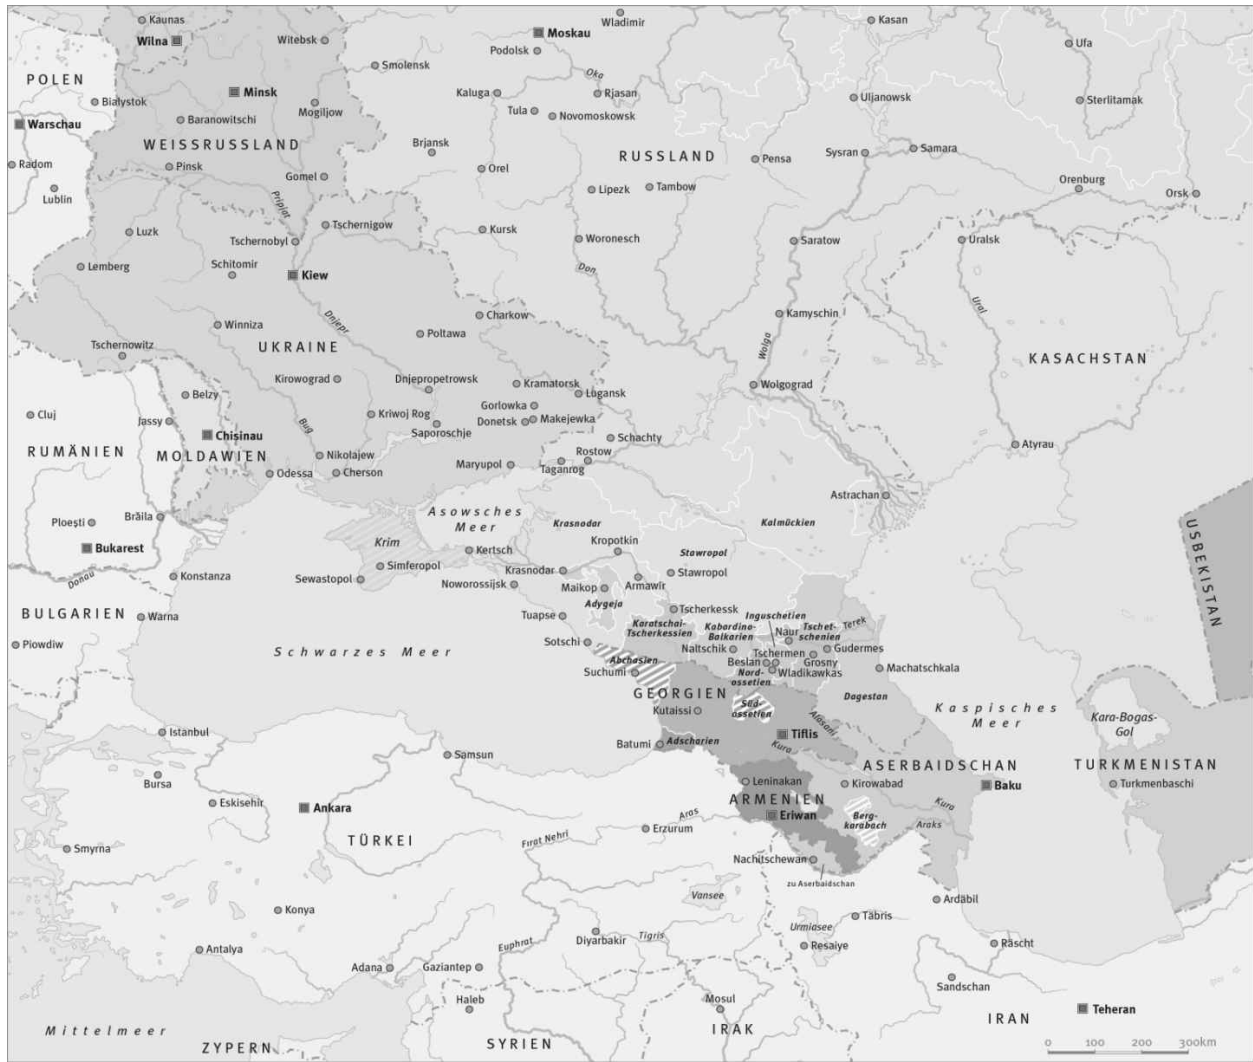 Kaunas
Wladimir
Kasan
Wilna
Witebsk
Moskau
Podolsk
Ufa
POLEN
Smolensk
Oka
Minsk
Kaluga
Rjasan
Uljanowsk
Sterlitamak
Białystok
Mogiljow
Tula
Novomoskowsk
Warschau
Baranowitschi
WEISSRUSSLAND
Brjansk
RUSSLAND
Pensa
Sysran
Samara
Radom
Pinsk
Orel
Gomel
Lipezk
Tambow
Orenburg
Orsk
Lublin
Pripjat
Luzk
Tschernigow
Tschernobyl
Kursk
Woronesch
Saratow
Uralsk
Lemberg
Schitomir
Kiew
Don
Ural
Dnjepr
Charkow
Kamyschin
Winniza
Poltawa
Wolga
Tschernowitz
UKRAINE
KASACHSTAN
Kirowograd
Dnjepropetrowsk
Kramatorsk
Wolgograd
Belzy
Lugansk
Gorlowka
Cluj
Jassy
Kriwoj Rog
Donetsk
Makejewka
Bug
Saporoschje
Chișinau
Schachty
Atyrau
RUMÄNIEN
MOLDAWIEN
Nikolajew
Rostow
Maryupol
Taganrog
Odessa
Cherson
Astrachan
Asowsches
Meer
Brăila
Ploești
Krasnodar
Kalmückien
USBEKISTAN
Krim
Kropotkin
Bukarest
Kertsch
Stawropol
Donau
Konstanza
Simferopol
Sewastopol
Krasnodar
Noworossijsk
Armawir
Stawropol
Maikop
Adygeja
BULGARIEN
Warna
Tuapse
Tscherkessk
Inguschetien
Karatschai-
Tscherkessien
Kabardino-
Balkarien
Naur
Tschet-
schenien
Terek
Plowdiw
Sotschi
Naltschik
Tschermen
Gudermes
Schwarzes Meer
Abchasien
Beslan
Grosny
Machatschkala
Suchumi
Wladikawkas
Nord-
ossetien
GEORGIEN
Dagestan
Kutaissi
Süd-
ossetien
Kaspisches
Meer
Kara-Bogas-
Gol
Alasani
Istanbul
Batumi
Adscharien
Tiflis
Kura
Samsun
ASERBAIDSCHAN
TURKMENISTAN
Bursa
Leninakan
Kirowabad
Baku
Turkmenbaschi
Eskisehir
Ankara
ARMENIEN
Kura
Aras
Eriwan
Berg-
karabach
Araks
TÜRKEI
Fırat Nehri
Erzurum
Smyrna
Nachitschewan
zu Aserbaidschan
Vansee
Ardäbil
Konya
Täbris
Urmiasee
Antalya
Euphrat
Diyarbakir
Tigris
Resaiye
Räscht
Adana
Gaziantep
Sandschan
Haleb
Mosul
Teheran
Mittelmeer
ZYPERN
SYRIEN
IRAK
IRAN
0 100 200 300km